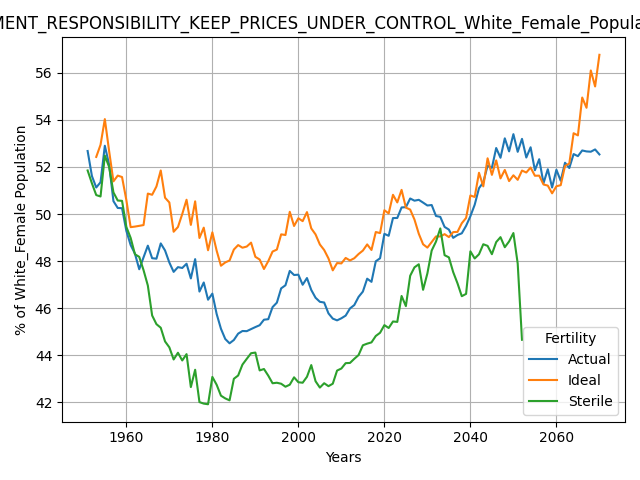 MENT_RESPONSIBILITY_KEEP_PRICES_UNDER_CONTROL_White_Female_Popula
% of White_Female Population
56
54
52
50
48
46
44
42
1960
1980
2000
2020
2040
2060
Years
Fertility
Actual
Ideal
Sterile